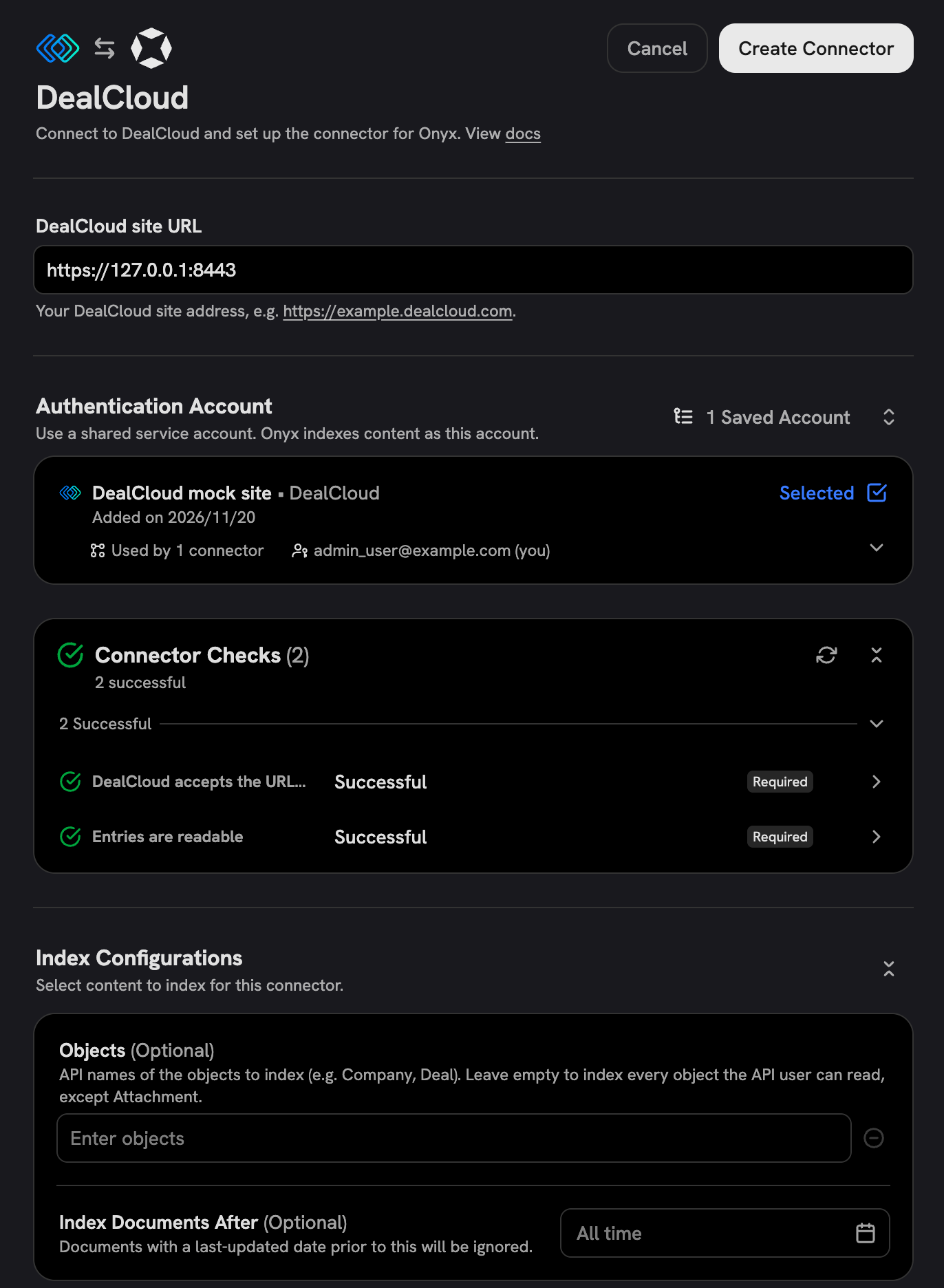 Cancel
Create Connector
DealCloud
Connect to DealCloud and set up the connector for Onyx. View docs
DealCloud site URL
https://127.0.0.1:8443
Your DealCloud site address, e.g. https://example.dealcloud.com.
Authentication Account
1 Saved Account
Use a shared service account. Onyx indexes content as this account.
DealCloud mock site ▪ DealCloud
Selected
Added on 2026/11/20
Used by 1 connector
admin_user@example.com (you)
Connector Checks (2)
2 successful
2 Successful
DealCloud accepts the URL...
Successful
Required
Entries are readable
Successful
Required
Index Configurations
Select content to index for this connector.
Objects (Optional)
API names of the objects to index (e.g. Company, Deal). Leave empty to index every object the API user can read,
except Attachment.
Enter objects
Index Documents After (Optional)
All time
Documents with a last-updated date prior to this will be ignored.